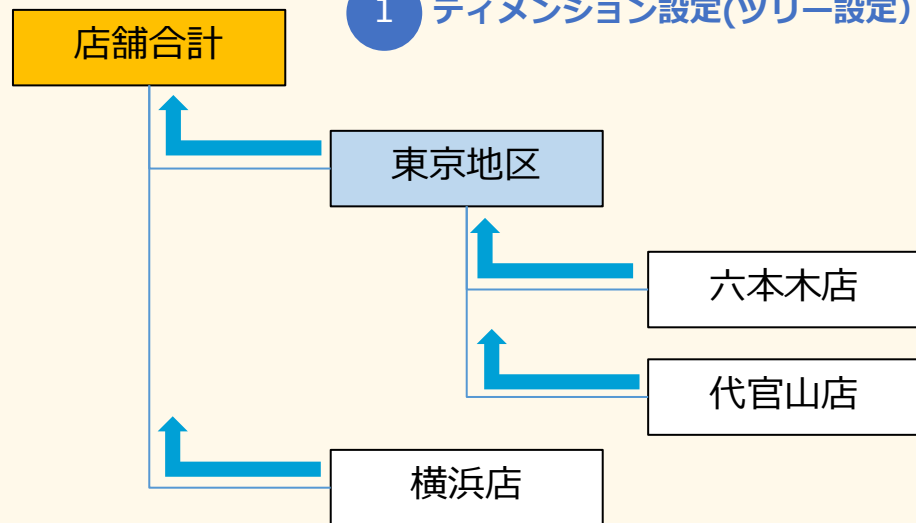 1 ディメンション設定(ツリー設定)
店舗合計
東京地区
六本木店
代官山店
横浜店